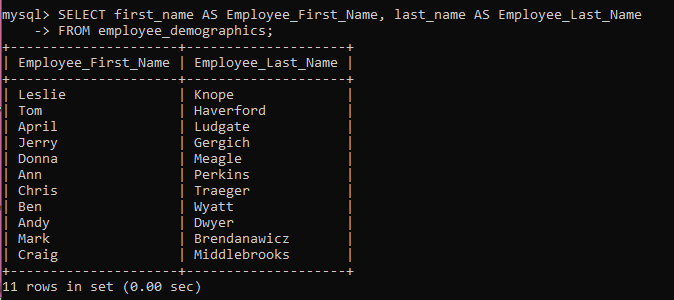 mysql> SELECT first_name AS Employee_First_Name, last_name AS Employee_Last_Name
    -> FROM employee_demographics;
+---------------------+--------------------+
| Employee_First_Name | Employee_Last_Name |
+---------------------+--------------------+
| Leslie              | Knope              |
| Tom                 | Haverford          |
| April               | Ludgate            |
| Jerry               | Gergich            |
| Donna               | Meagle             |
| Ann                 | Perkins            |
| Chris               | Traeger            |
| Ben                 | Wyatt              |
| Andy                | Dwyer              |
| Mark                | Brendanawicz       |
| Craig               | Middlebrooks       |
+---------------------+--------------------+
11 rows in set (0.00 sec)